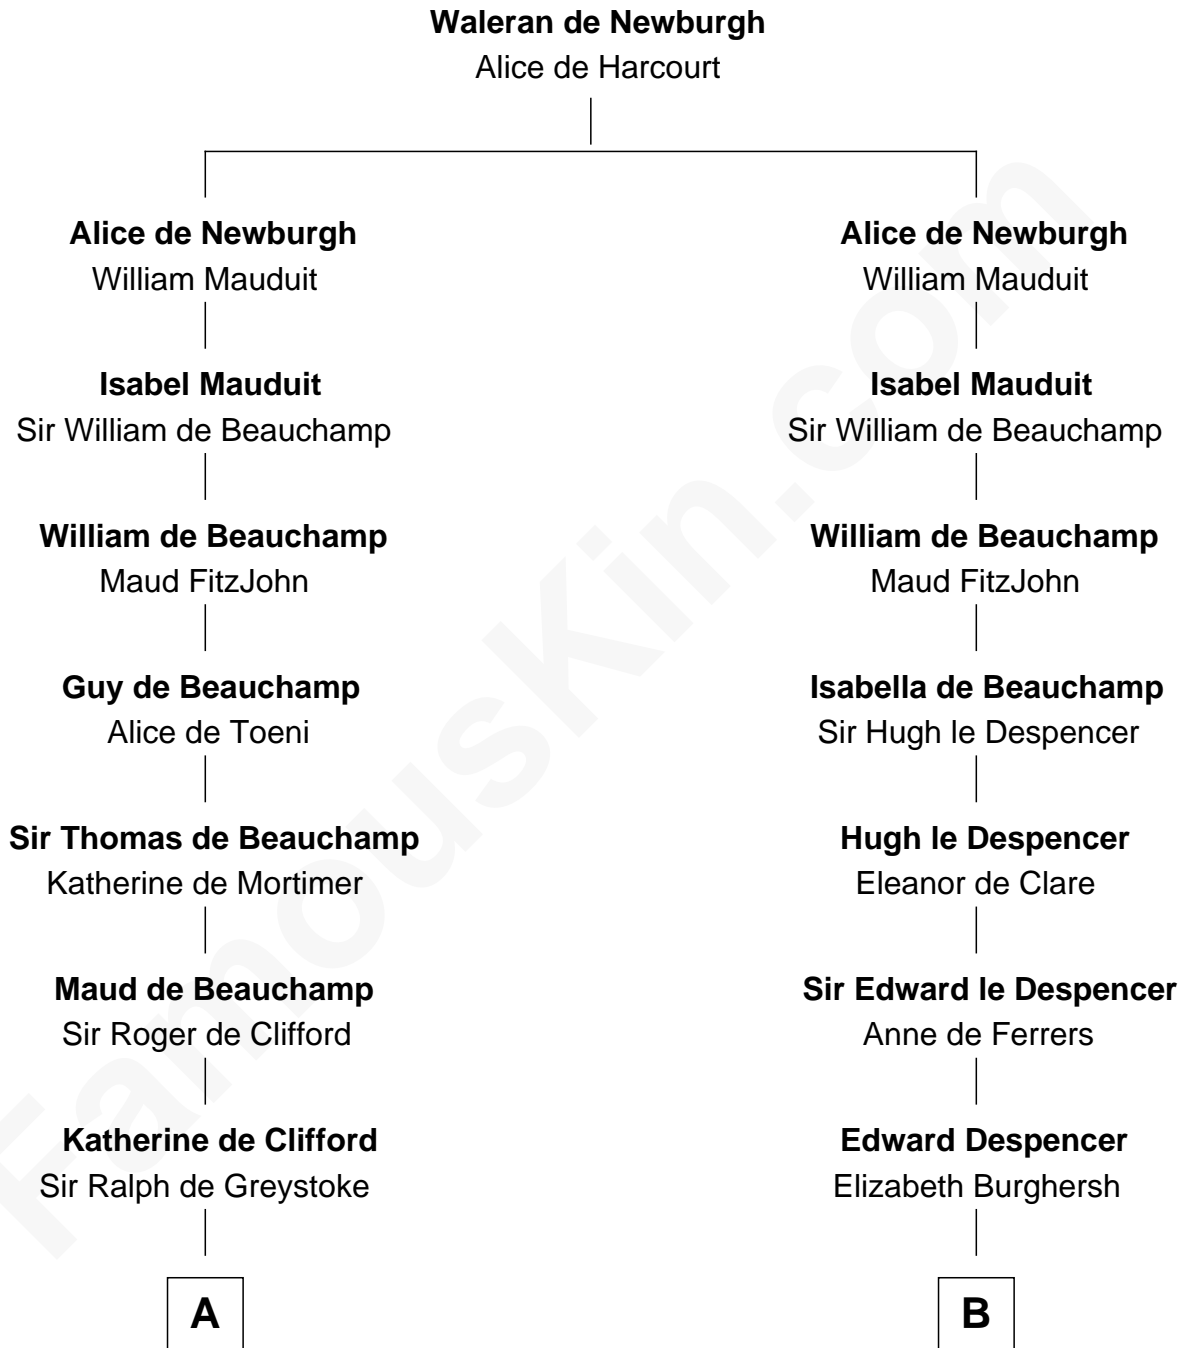 Waleran de Newburgh
Alice de Harcourt
Alice de Newburgh
William Mauduit
Isabel Mauduit
Sir William de Beauchamp
William de Beauchamp
Maud FitzJohn
Guy de Beauchamp
Alice de Toeni
Sir Thomas de Beauchamp
Katherine de Mortimer
Maud de Beauchamp
Sir Roger de Clifford
Katherine de Clifford
Sir Ralph de Greystoke
A
Alice de Newburgh
William Mauduit
Isabel Mauduit
Sir William de Beauchamp
William de Beauchamp
Maud FitzJohn
Isabella de Beauchamp
Sir Hugh le Despencer
Hugh le Despencer
Eleanor de Clare
Sir Edward le Despencer
Anne de Ferrers
Edward Despencer
Elizabeth Burghersh
B
FamousKin.com